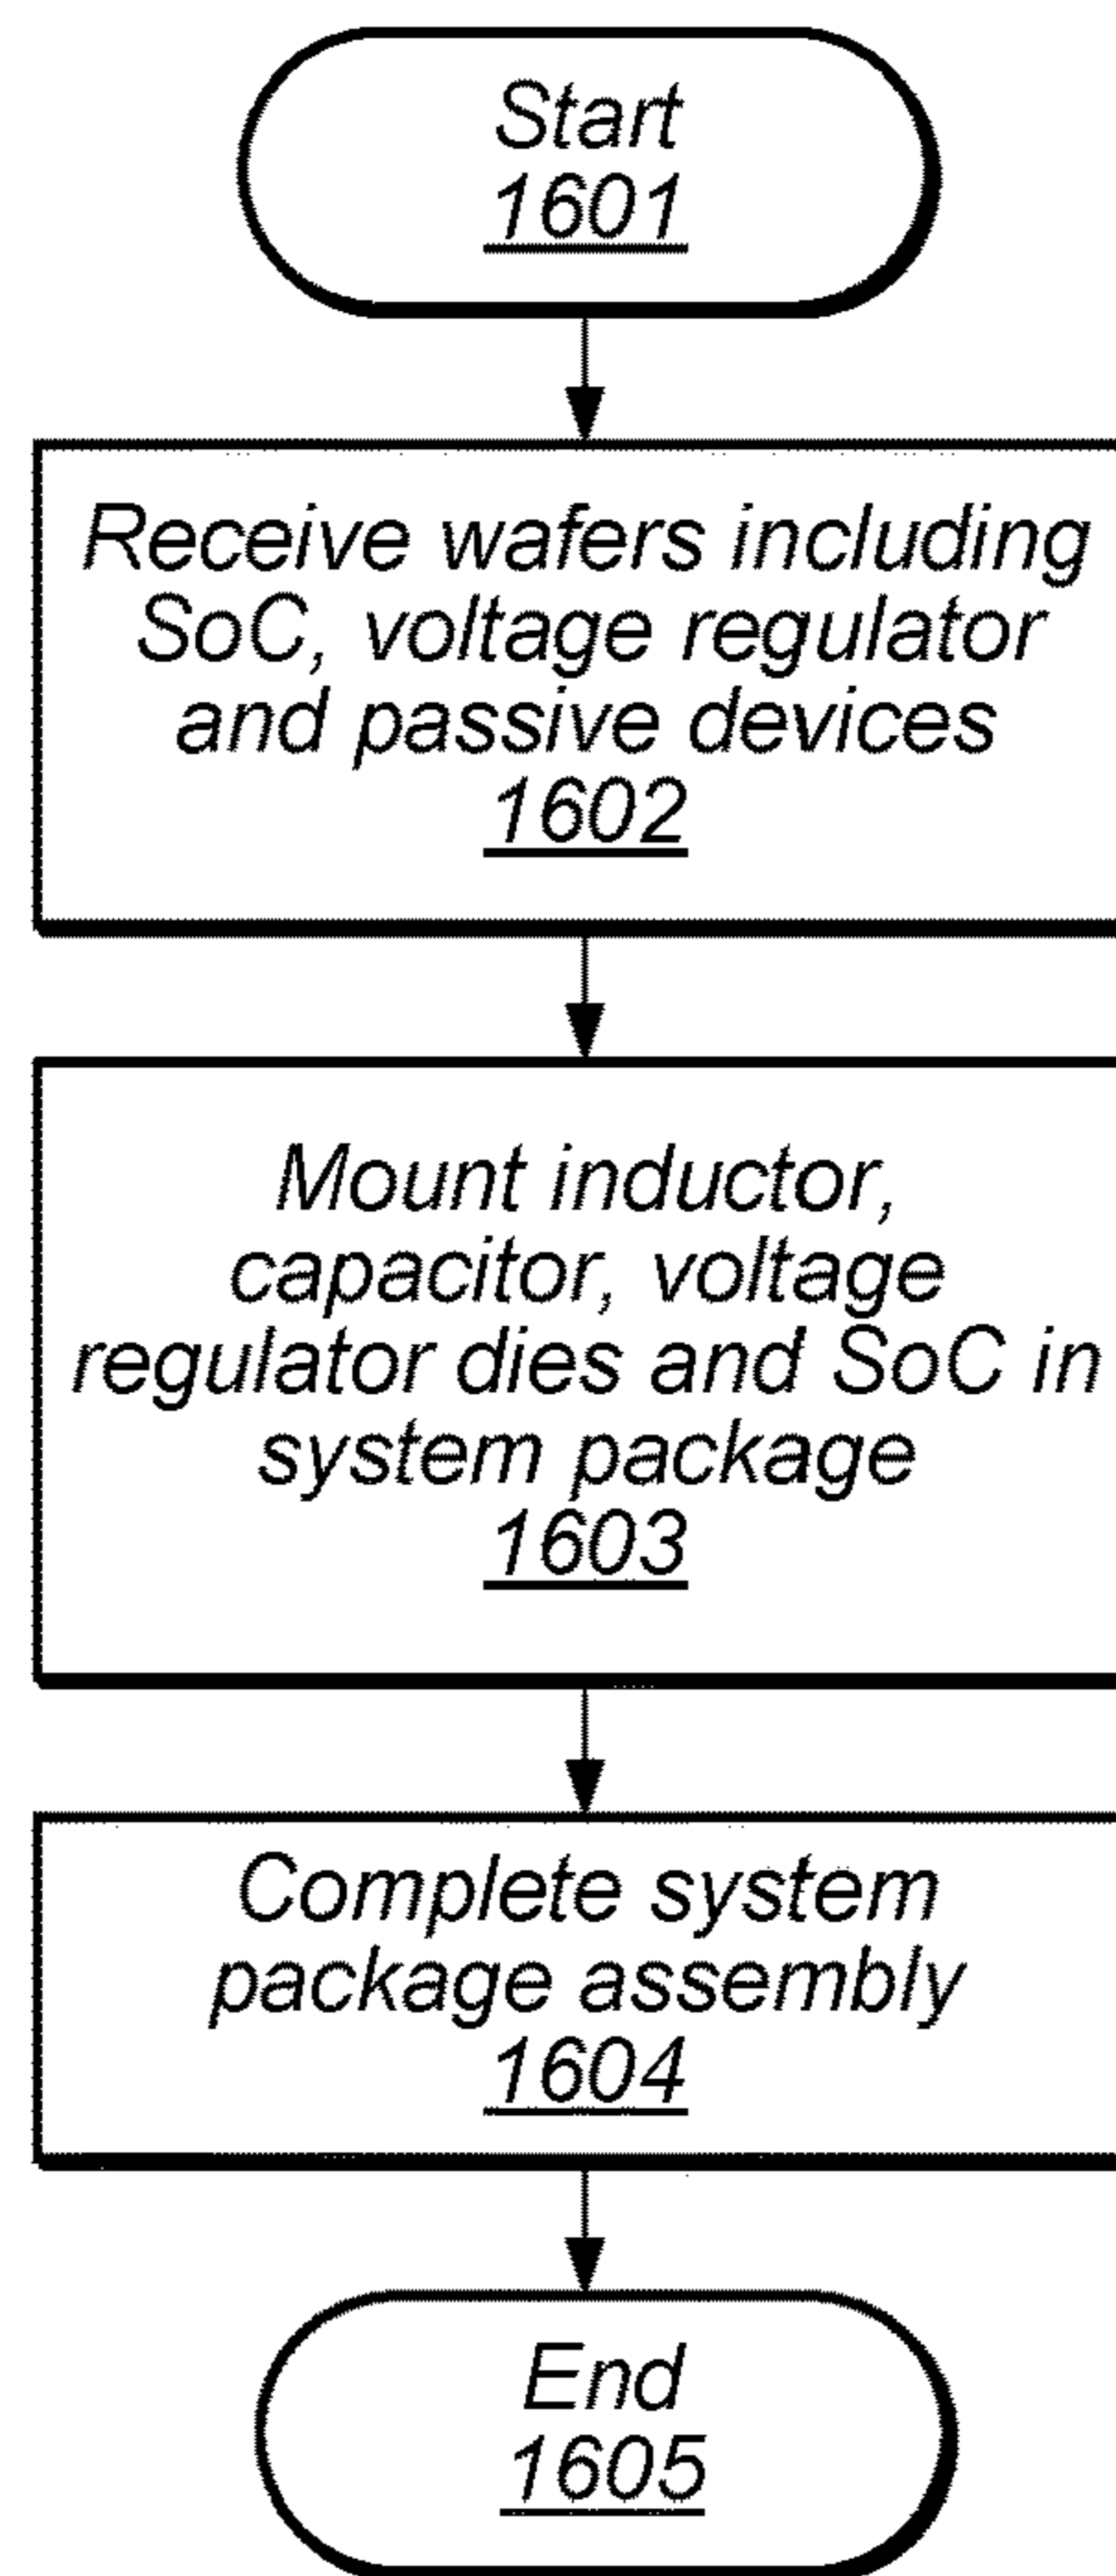 Start
1601
Receive wafers including
SoC, voltage regulator
and passive devices
1602
Mount inductor,
capacitor, voltage
regulator dies and SoC in
system package
1603
Complete system
package assembly
1604
End
1605